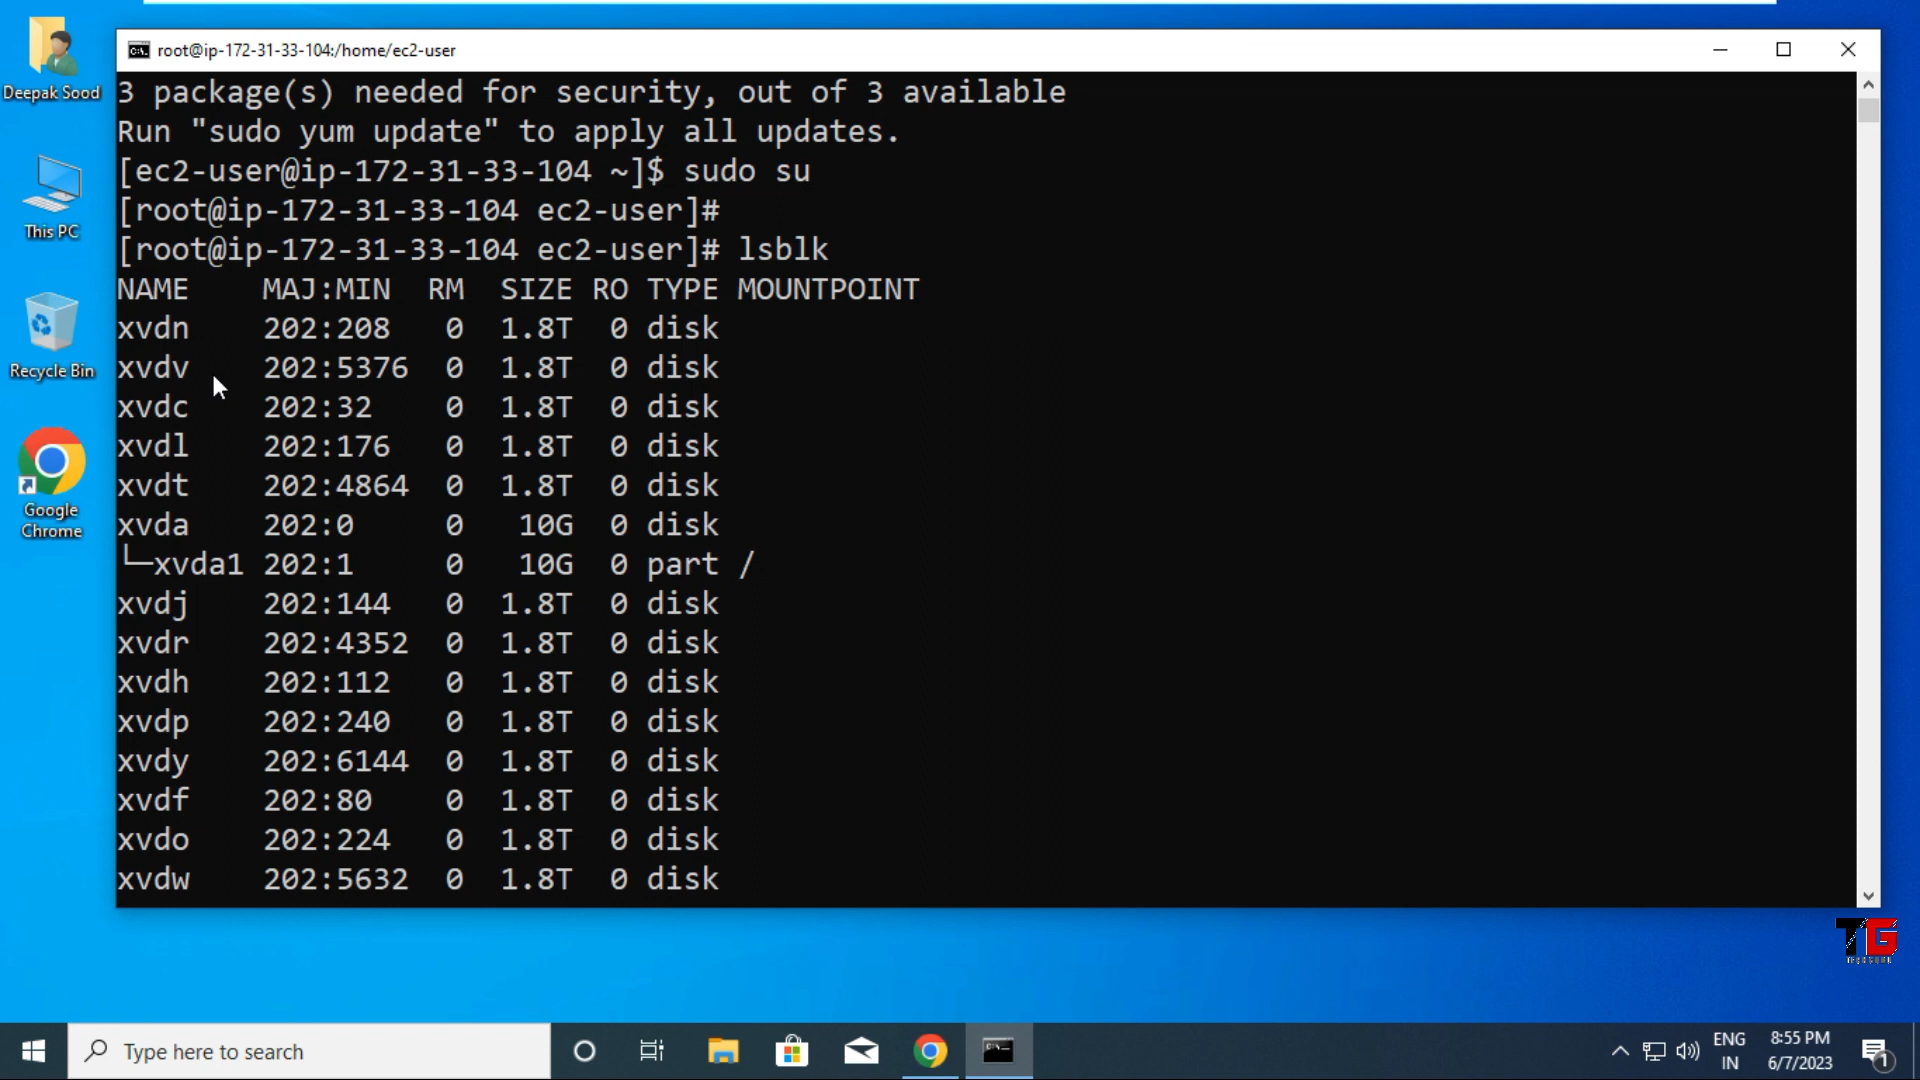 root@ip-172-31-33-104:/home/ec2-user
3 package(s) needed for security, out of 3 available
Run "sudo yum update" to apply all updates.
[ec2-user@ip-172-31-33-104 ~]$ sudo su
[root@ip-172-31-33-104 ec2-user]#
[root@ip-172-31-33-104 ec2-user]# lsblk
NAME    MAJ:MIN  RM  SIZE RO TYPE MOUNTPOINT
xvdn    202:208   0  1.8T  0 disk
xvdv    202:5376  0  1.8T  0 disk
xvdc    202:32    0  1.8T  0 disk
xvdl    202:176   0  1.8T  0 disk
xvdt    202:4864  0  1.8T  0 disk
xvda    202:0     0   10G  0 disk
└─xvda1 202:1     0   10G  0 part /
xvdj    202:144   0  1.8T  0 disk
xvdr    202:4352  0  1.8T  0 disk
xvdh    202:112   0  1.8T  0 disk
xvdp    202:240   0  1.8T  0 disk
xvdy    202:6144  0  1.8T  0 disk
xvdf    202:80    0  1.8T  0 disk
xvdo    202:224   0  1.8T  0 disk
xvdw    202:5632  0  1.8T  0 disk
Deepak Sood
This PC
Recycle Bin
Google
Chrome
TG
Type here to search
ENG
IN
8:55 PM
6/7/2023
1